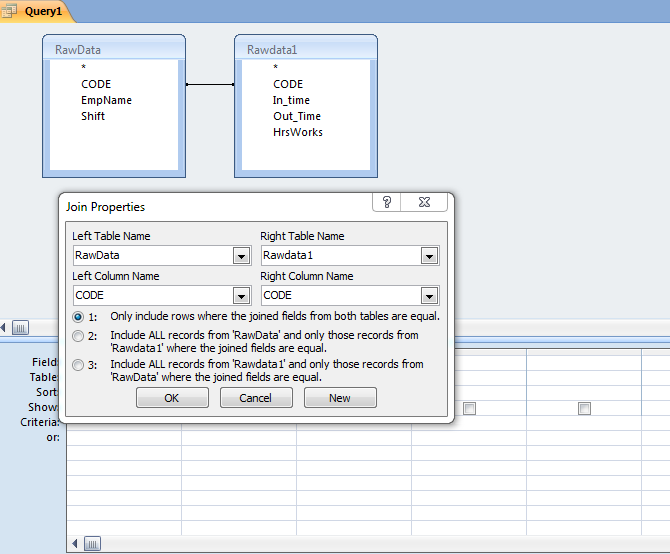 Query1
RawData
*
CODE
EmpName
Shift
Rawdata1
*
CODE
In_time
Out_Time
HrsWorks
Join Properties
?
Left Table Name
Right Table Name
RawData
Rawdata1
Left Column Name
Right Column Name
CODE
CODE
1: Only include rows where the joined fields from both tables are equal.
2: Include ALL records from 'RawData' and only those records from
'Rawdata1' where the joined fields are equal.
3: Include ALL records from 'Rawdata1' and only those records from
'RawData' where the joined fields are equal.
OK
Cancel
New
Field:
Table:
Sort:
Show:
Criteria:
or: